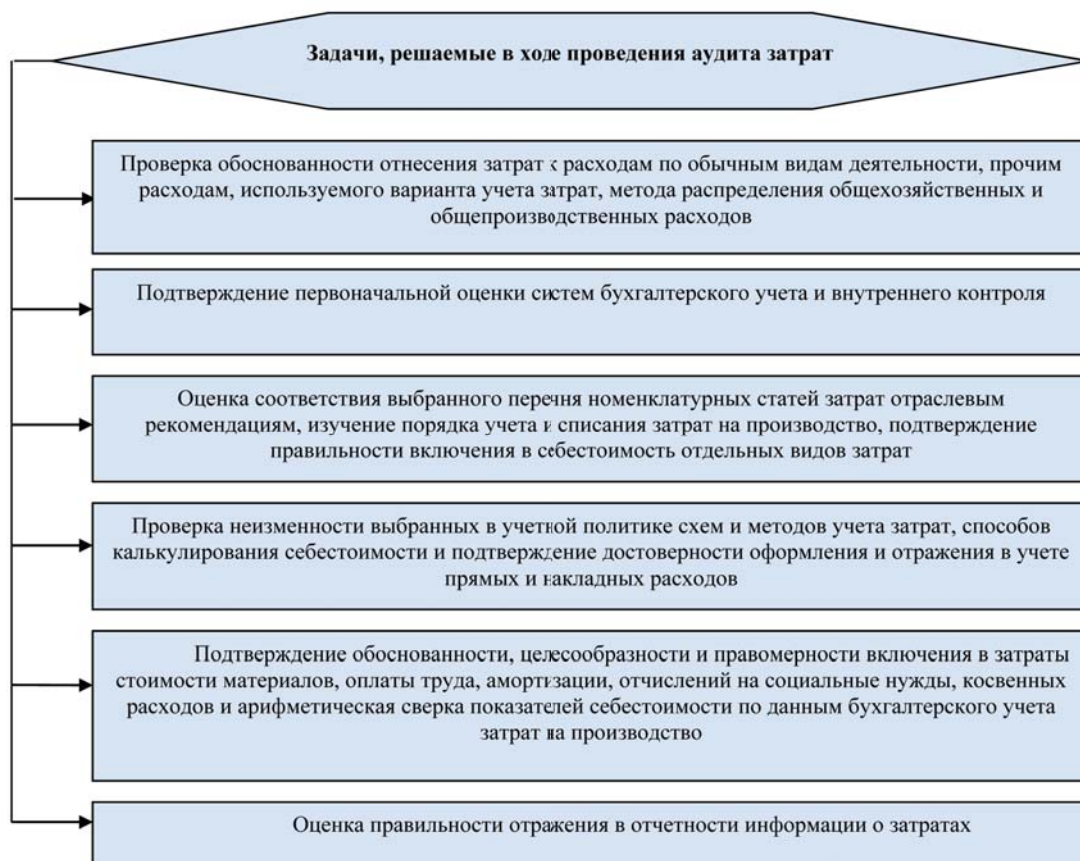 Задачи, решаемые в ходе проведения аудита затрат
Проверка обоснованности отнесения затрат к расходам по обычным видам деятельности, прочим
расходам, используемого варианта учета затрат, метода распределения общехозяйственных и
общепроизводственных расходов
Подтверждение первоначальной оценки систем бухгалтерского учета и внутреннего контроля
Оценка соответствия выбранного перечня номенклатурных статей затрат отраслевым
рекомендациям, изучение порядка учета и списания затрат на производство, подтверждение
правильности включения в себестоимость отдельных видов затрат
Проверка неизменности выбранных в учетной политике схем и методов учета затрат, способов
калькулирования себестоимости и подтверждение достоверности оформления и отражения в учете
прямых и накладных расходов
Подтверждение обоснованности, целесообразности и правомерности включения в затраты
стоимости материалов, оплаты труда, амортизации, отчислений на социальные нужды, косвенных
расходов и арифметическая сверка показателей себестоимости по данным бухгалтерского учета
затрат на производство
Оценка правильности отражения в отчетности информации о затратах